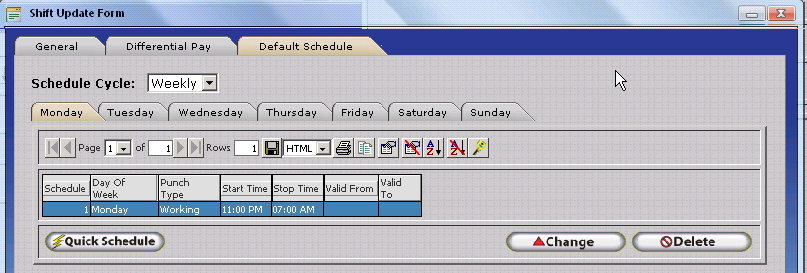 Shift Update Form
General Differential Pay Default Schedule
Schedule Cycle: Weekly
Monday Tuesday Wednesday Thursday Friday Saturday Sunday
Page 1 of 1 Rows 1 HTML
Schedule Day Of Week Punch Type Start Time Stop Time Valid From Valid To
1 Monday Working 11:00 PM 07:00 AM
Quick Schedule Change Delete